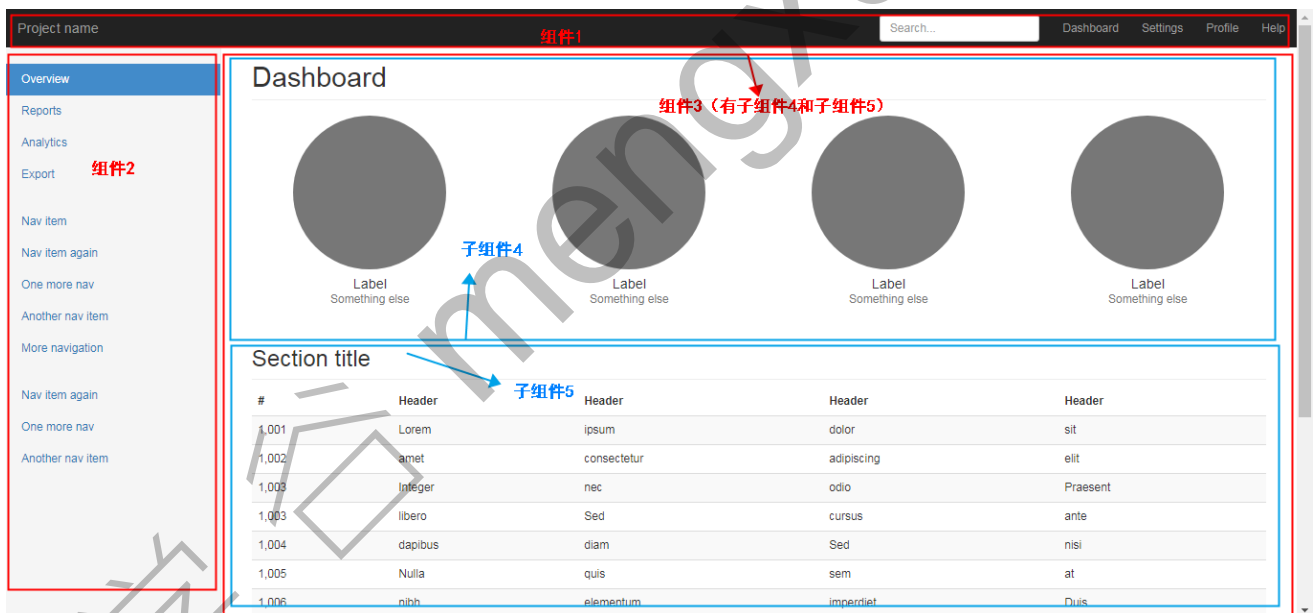 Project name
组件1
Search...
Dashboard Settings Profile Help
Overview
Reports
Analytics
Export
组件2
Nav item
Nav item again
One more nav
Another nav item
More navigation
Nav item again
One more nav
Another nav item
Dashboard
组件3（有子组件4和子组件5）
Label Label Label Label
Something else Something else Something else Something else
子组件4
Section title
子组件5
# Header Header Header Header
1,001 Lorem ipsum dolor sit
1,002 amet consectetur adipiscing elit
1,003 Integer nec odio Praesent
1,003 libero Sed cursus ante
1,004 dapibus diam Sed nisi
1,005 Nulla quis sem at
1,006 nibh elementum imperdiet Duis